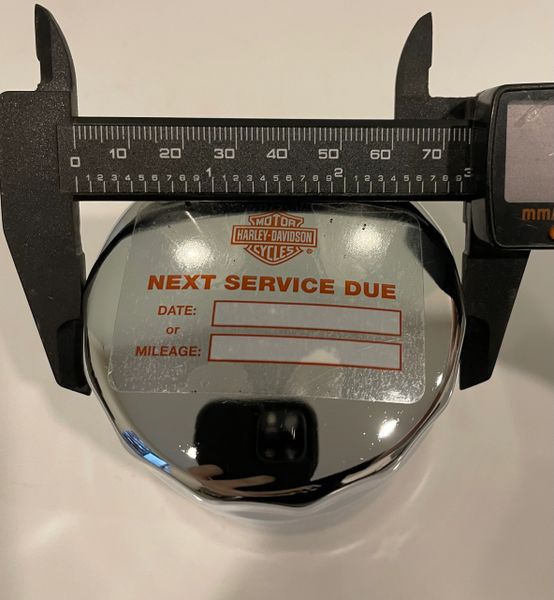 0 10 20 30 40 50 60 70
1 2 3 4 5 6 7 8 9 1 1 2 3 4 5 6 7 8 9 2 1 2 3 4 5 6 7 8 9 3
mm/
MOTOR
HARLEY-DAVIDSON
CYCLES®
NEXT SERVICE DUE
DATE:
or
MILEAGE: